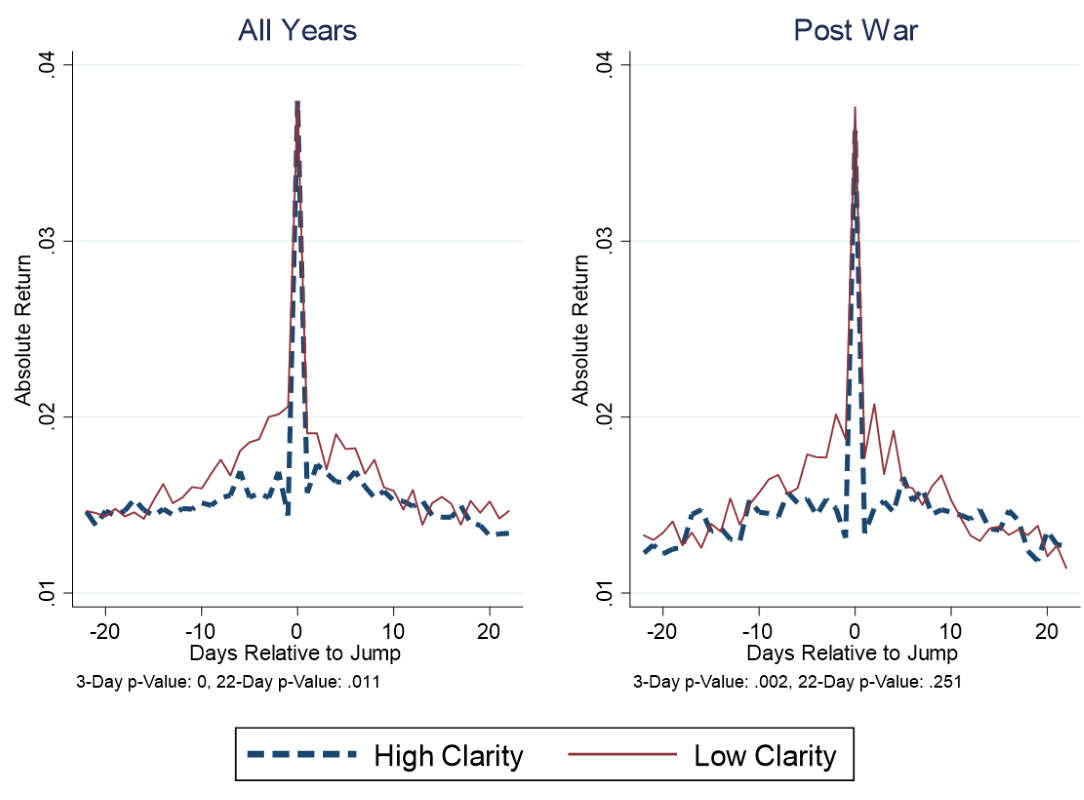 All Years
Absolute Return
.04
.03
.02
.01
-20 -10 0 10 20
Days Relative to Jump
3-Day p-Value: 0, 22-Day p-Value: .011
Post War
Absolute Return
.04
.03
.02
.01
-20 -10 0 10 20
Days Relative to Jump
3-Day p-Value: .002, 22-Day p-Value: .251
High Clarity Low Clarity